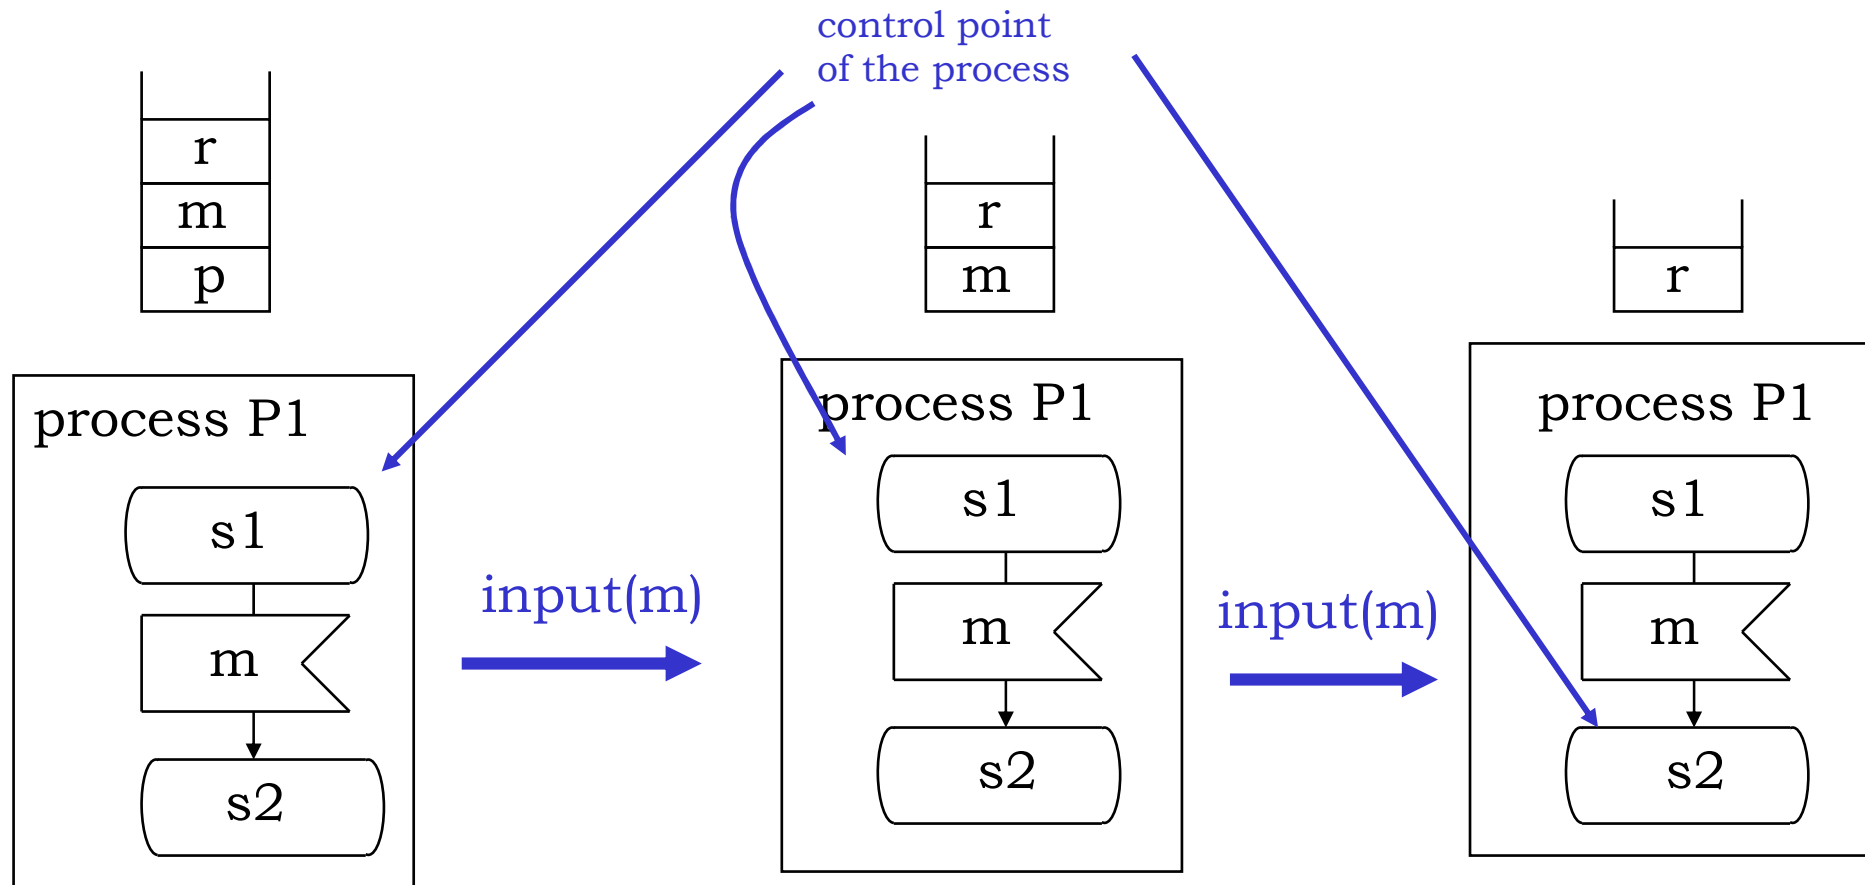 control point
of the process
r
m
p
process P1
s1
m
s2
input(m)
r
m
process P1
s1
m
s2
input(m)
r
process P1
s1
m
s2